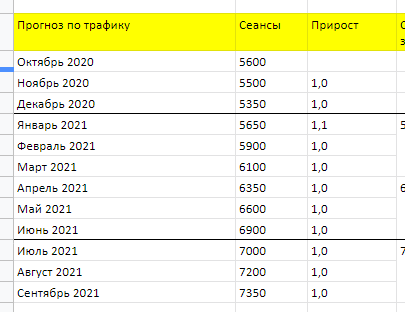 Прогноз по трафику Сеансы Прирост
Октябрь 2020 5600
Ноябрь 2020 5500 1,0
Декабрь 2020 5350 1,0
Январь 2021 5650 1,1
Февраль 2021 5900 1,0
Март 2021 6100 1,0
Апрель 2021 6350 1,0
Май 2021 6600 1,0
Июнь 2021 6900 1,0
Июль 2021 7000 1,0
Август 2021 7200 1,0
Сентябрь 2021 7350 1,0